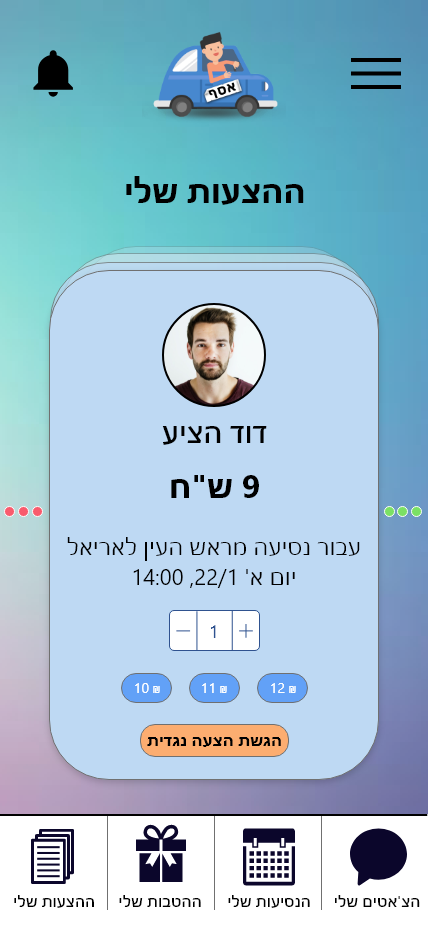 אסף
ההצעות שלי
דוד הציע
9 ש"ח
עבור נסיעה מראש העין לאריאל
יום א' 22/1, 14:00
1
10 ₪
11 ₪
12 ₪
הגשת הצעה נגדית
הצ'אטים שלי
הנסיעות שלי
ההטבות שלי
ההצעות שלי